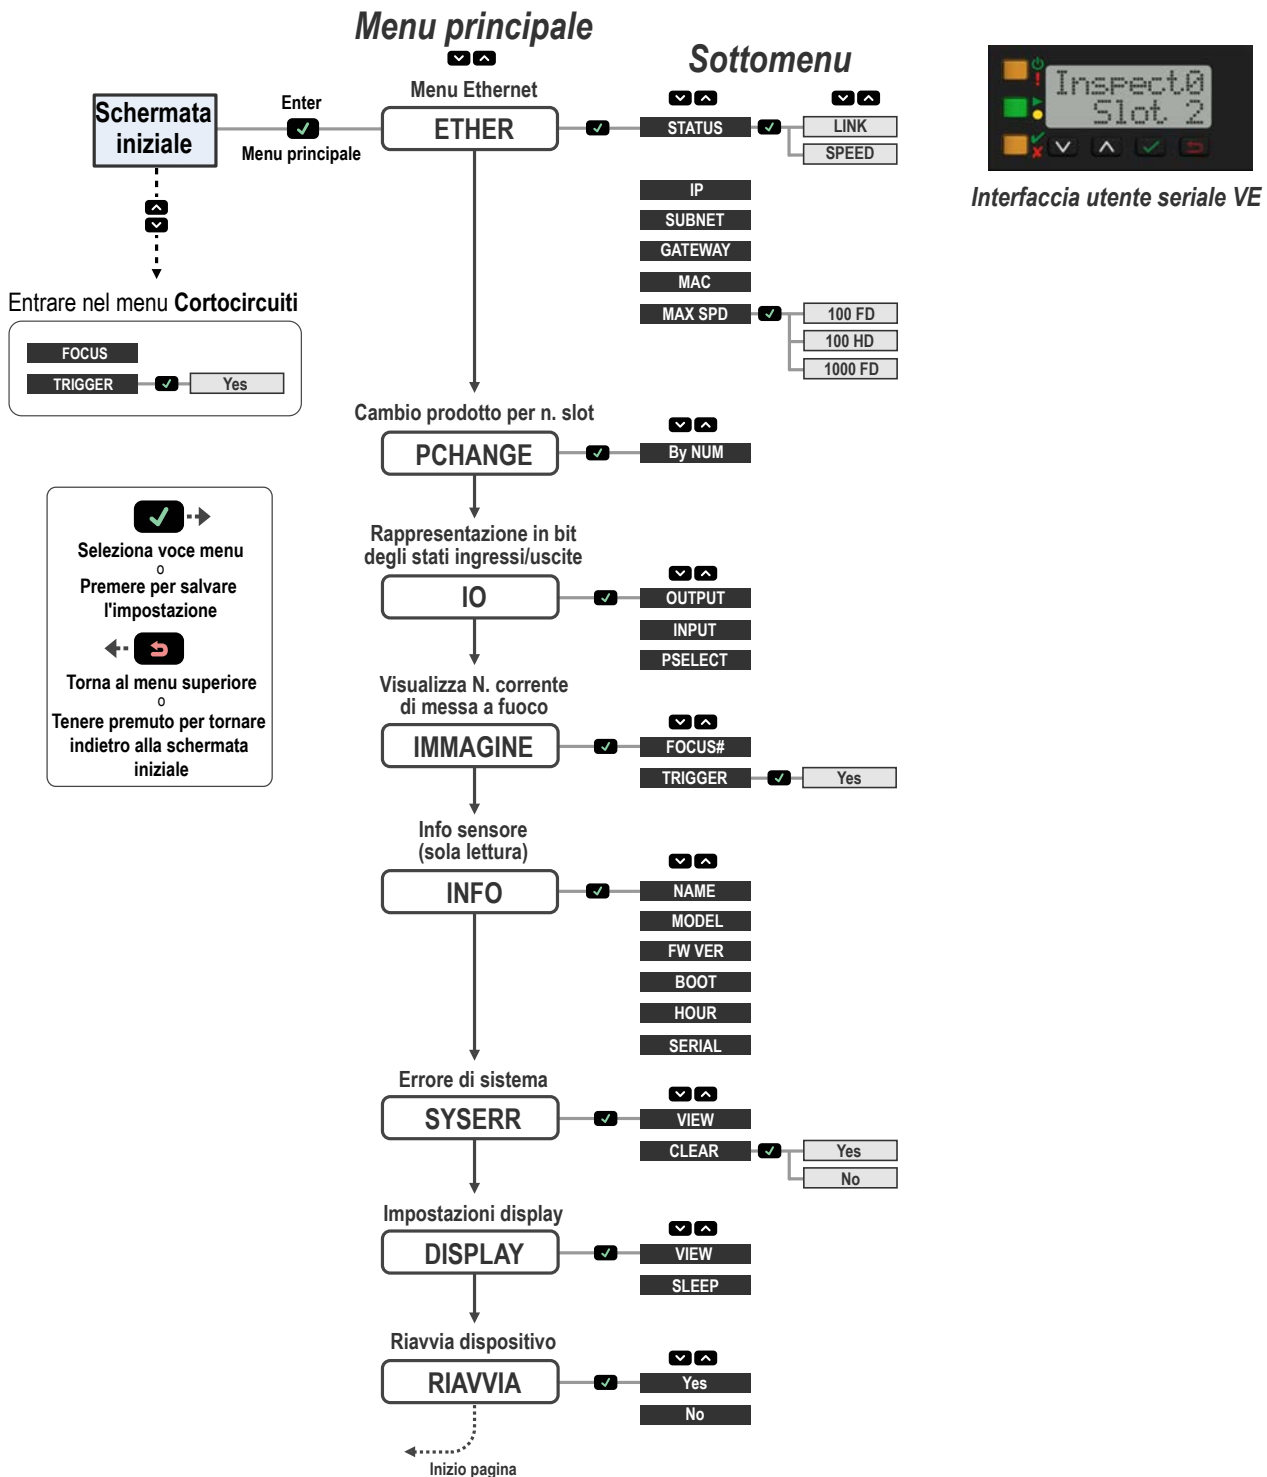 Menu principale
Sottomenu
Menu Ethernet
Schermata
iniziale
Enter
Menu principale
ETHER
STATUS
LINK
SPEED
IP
SUBNET
GATEWAY
MAC
MAX SPD
100 FD
100 HD
1000 FD
Inspect0
Slot 2
Interfaccia utente seriale VE
Entrare nel menu Cortocircuiti
FOCUS
TRIGGER
Yes
Cambio prodotto per n. slot
PCHANGE
By NUM
Seleziona voce menu
o
Premere per salvare
l'impostazione
Torna al menu superiore
o
Tenere premuto per tornare
indietro alla schermata
iniziale
Rappresentazione in bit
degli stati ingressi/uscite
IO
OUTPUT
INPUT
PSELECT
Visualizza N. corrente
di messa a fuoco
IMMAGINE
FOCUS#
TRIGGER
Yes
Info sensore
(sola lettura)
INFO
NAME
MODEL
FW VER
BOOT
HOUR
SERIAL
Errore di sistema
SYSERR
VIEW
CLEAR
Yes
No
Impostazioni display
DISPLAY
VIEW
SLEEP
Riavvia dispositivo
RIAVVIA
Yes
No
Inizio pagina